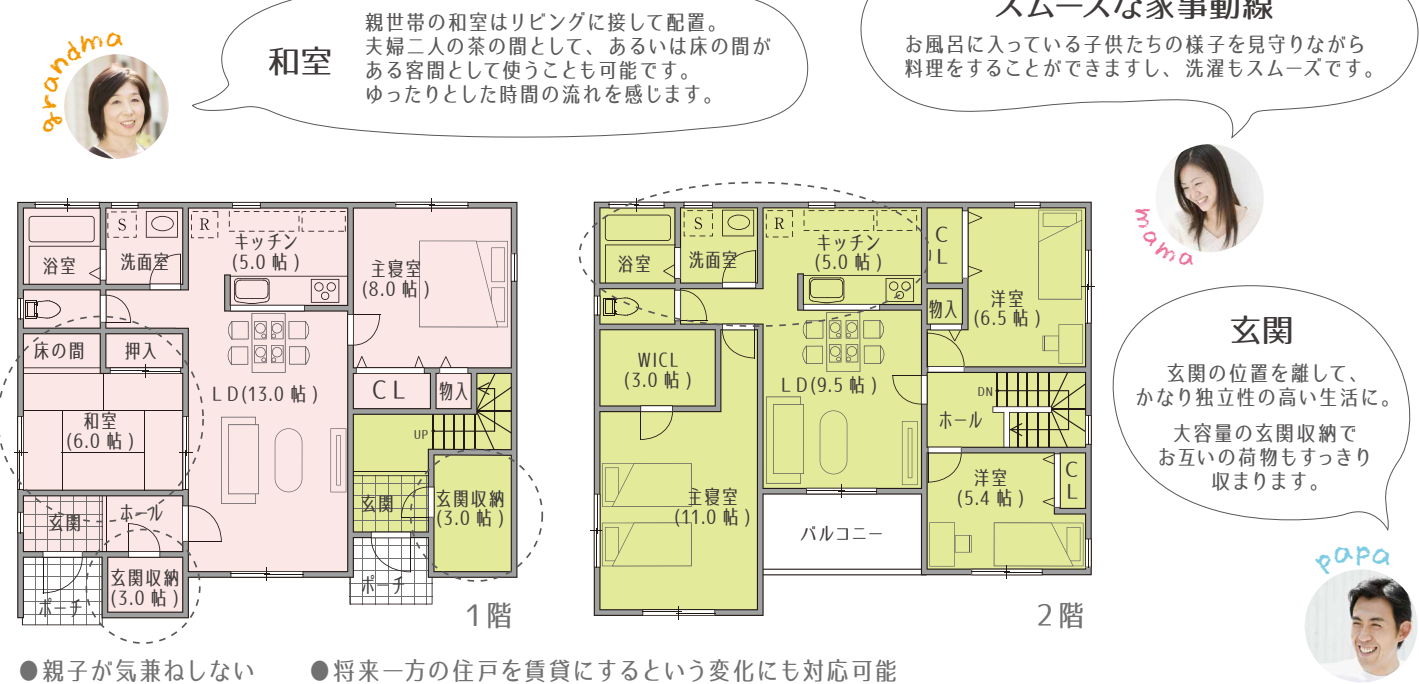 grandma
和室
親世帯の和室はリビングに接して配置。
夫婦二人の茶の間として、あるいは床の間が
ある客間として使うことも可能です。
ゆったりとした時間の流れを感じます。
スムーズな家事動線
お風呂に入っている子供たちの様子を見守りながら
料理をすることができますし、洗濯もスムーズです。
mama
浴室
S
洗面室
R
キッチン
(5.0 帖)
主寝室
(8.0 帖)
床の間
押入
LD(13.0 帖)
CL
物入
和室
(6.0 帖)
UP
玄関
ホール
玄関
玄関収納
(3.0 帖)
玄関収納
(3.0 帖)
ポーチ
ポーチ
1階
浴室
S
洗面室
R
キッチン
(5.0 帖)
CL
物入
洋室
(6.5 帖)
WICL
(3.0 帖)
LD(9.5 帖)
DN
ホール
主寝室
(11.0 帖)
洋室
(5.4 帖)
CL
バルコニー
2階
玄関
玄関の位置を離して、
かなり独立性の高い生活に。
大容量の玄関収納で
お互いの荷物もすっきり
収まります。
papa
●親子が気兼ねしない
●将来一方の住戸を賃貸にするという変化にも対応可能